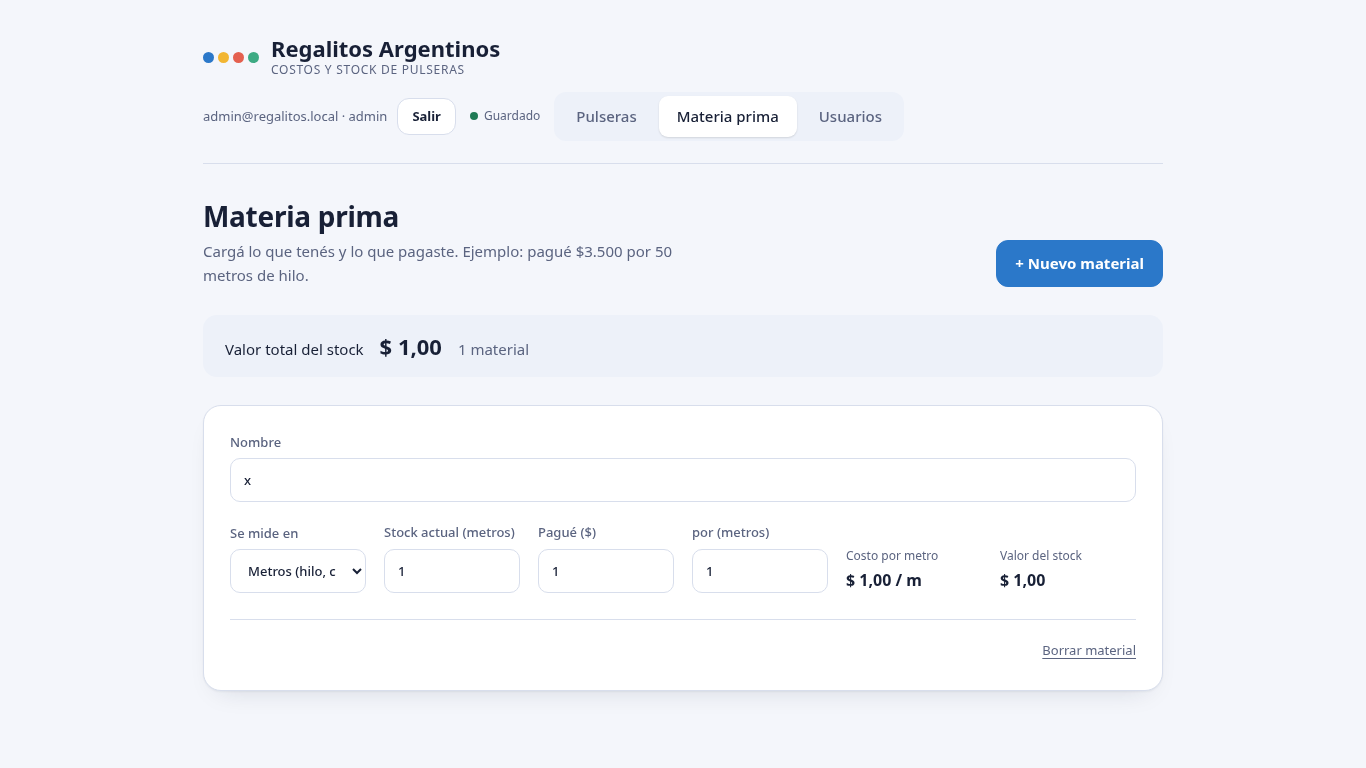 Regalitos Argentinos
COSTOS Y STOCK DE PULSERAS
admin@regalitos.local · admin
Salir
Guardado
Pulseras
Materia prima
Usuarios
Materia prima
Cargá lo que tenés y lo que pagaste. Ejemplo: pagué $3.500 por 50
metros de hilo.
+ Nuevo material
Valor total del stock $ 1,00 1 material
Nombre
x
Se mide en
Metros (hilo, c
Stock actual (metros)
1
Pagué ($)
1
por (metros)
1
Costo por metro
$ 1,00 / m
Valor del stock
$ 1,00
Borrar material